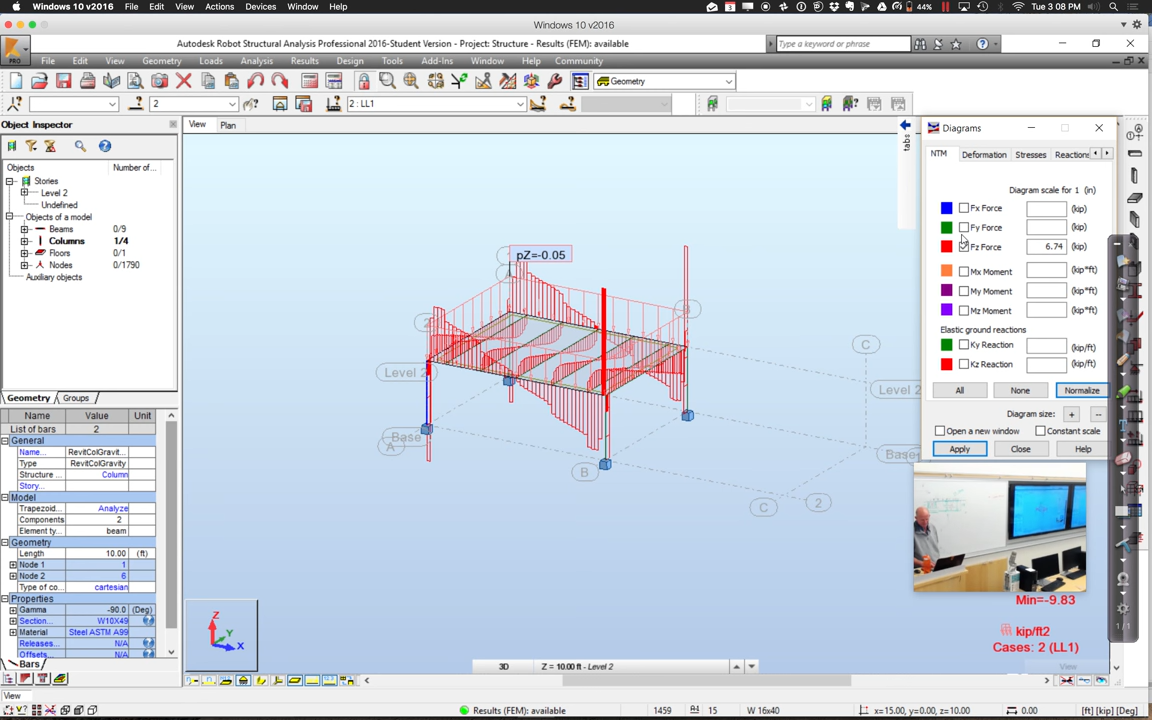 Windows 10 v2016 File Edit View Actions Devices Window Help 44% Tue 3 08 PM
Windows 10 v2016
Autodesk Robot Structural Analysis Professional 2016-Student Version - Project: Structure - Results (FEM): available
Type a keyword or phrase
PRO
File Edit View Geometry Loads Analysis Results Design Tools Add-Ins Window Help Community
Geometry
2
2 : LL1
Object Inspector
View Plan
tabs
Diagrams
NTM Deformation Stresses Reactions
Objects Number of...
Stories
Level 2
Undefined
Objects of a model
Beams 0/9
Columns 1/4
Floors 0/1
Nodes 0/1790
Auxiliary objects
Diagram scale for 1 (in)
Fx Force (kip)
Fy Force (kip)
Fz Force 6.74 (kip)
Mx Moment (kip*ft)
My Moment (kip*ft)
Mz Moment (kip*ft)
Elastic ground reactions
Ky Reaction (kip/ft)
Kz Reaction (kip/ft)
All None Normalize
Diagram size: + --
Open a new window Constant scale
Apply Close Help
pZ=-0.05
C
Level 2
Level 2
Base
A
Base
B
C
2
Geometry Groups
Name Value Unit
List of bars 2
General
Name... RevitColGravit...
Type RevitColGravity
Structure ... Column
Story...
Model
Trapezoid... Analyze
Components 2
Element ty... beam
Geometry
Length 10.00 (ft)
Node 1 1
Node 2 6
Type of co... cartesian
Properties
Gamma -90.0 (Deg)
Section... W10X49
Material Steel ASTM A99
Releases... N/A
Offsets... N/A
Bars
Z
Y
X
3D Z = 10.00 ft - Level 2
Min=-9.83
kip/ft2
Cases: 2 (LL1)
View
1 / 1
View
Results (FEM): available 1459 15 W 16x40 x=15.00, y=0.00, z=10.00 0.00 [ft] [kip] [Deg]